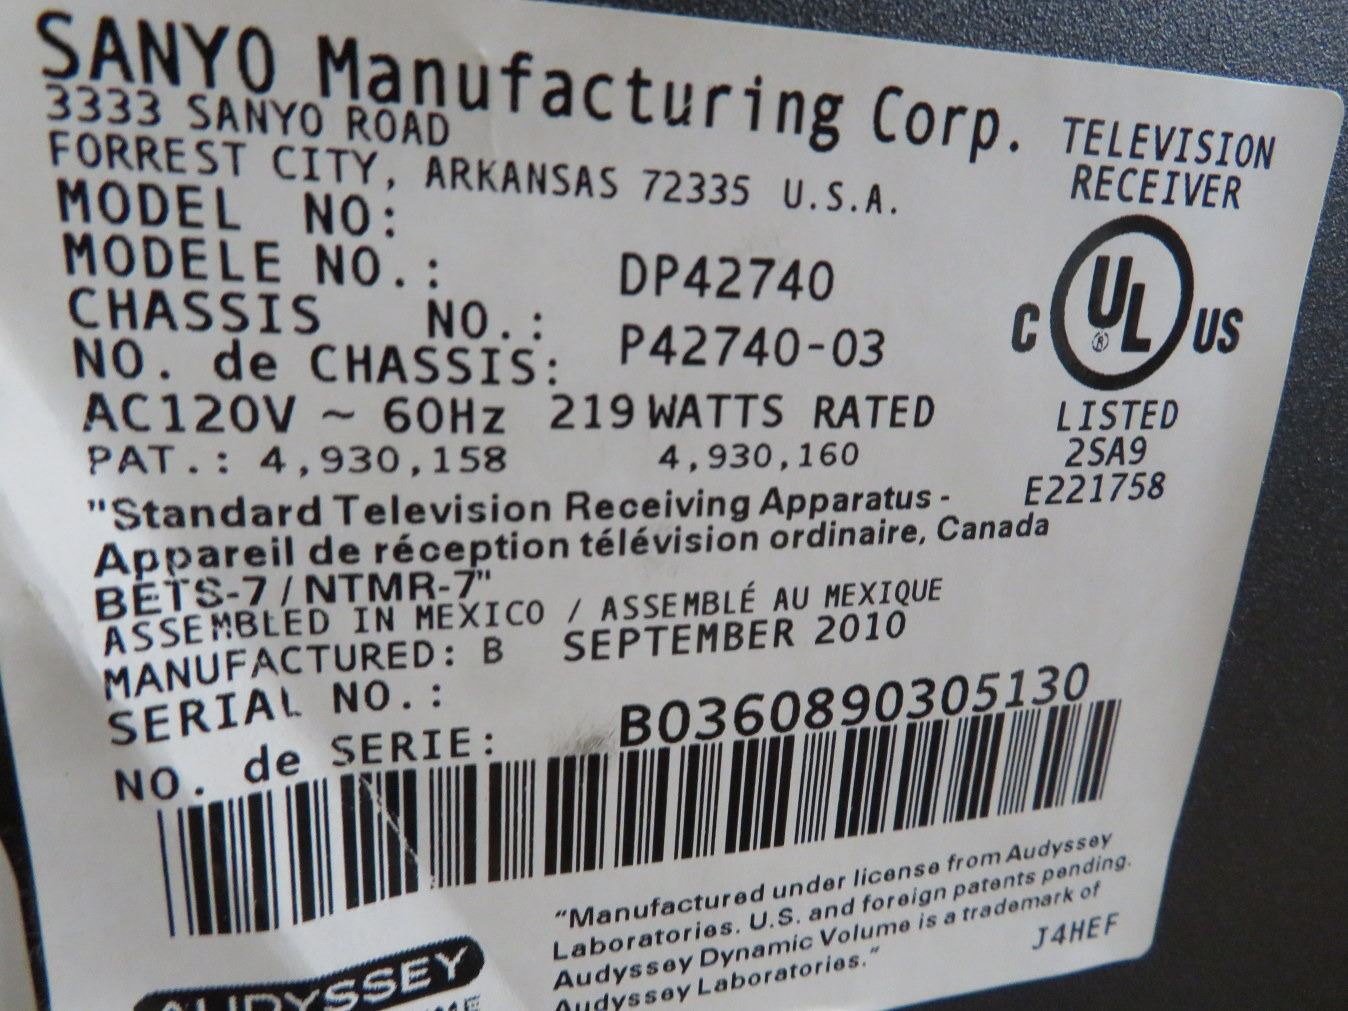 SANYO Manufacturing Corp.
3333 SANYO ROAD
FORREST CITY, ARKANSAS 72335 U.S.A.
TELEVISION
RECEIVER
MODEL NO:
MODELE NO.: DP42740
CHASSIS NO.:
NO. de CHASSIS: P42740-03
C UL® US
AC120V ~ 60Hz 219 WATTS RATED
LISTED
2SA9
E221758
PAT.: 4,930,158 4,930,160
"Standard Television Receiving Apparatus -
Appareil de réception télévision ordinaire, Canada
BETS-7/NTMR-7"
ASSEMBLED IN MEXICO / ASSEMBLÉ AU MEXIQUE
MANUFACTURED: B SEPTEMBER 2010
SERIAL NO.:
NO. de SERIE: B0360890305130
"Manufactured under license from Audyssey
Laboratories. U.S. and foreign patents pending.
Audyssey Dynamic Volume is a trademark of
Audyssey Laboratories."
J4HEF
AUDYSSEY